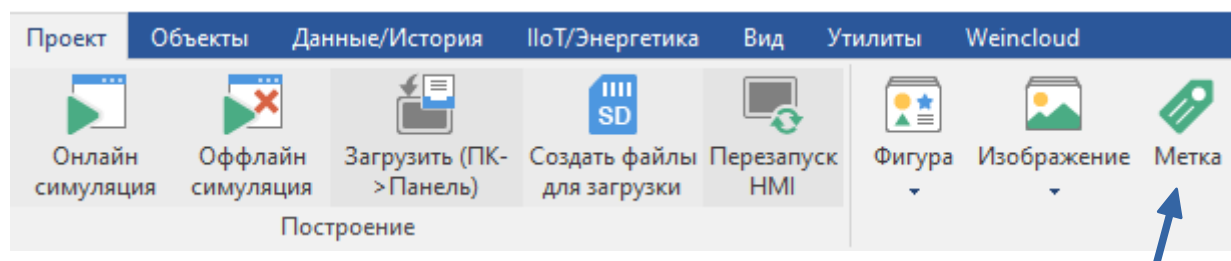 Проект Объекты Данные/История IIoT/Энергетика Вид Утилиты Weincloud
SD
Онлайн Оффлайн Загрузить (ПК- Создать файлы Перезапуск Фигура Изображение Метка
симуляция симуляция >Панель) для загрузки HMI
Построение